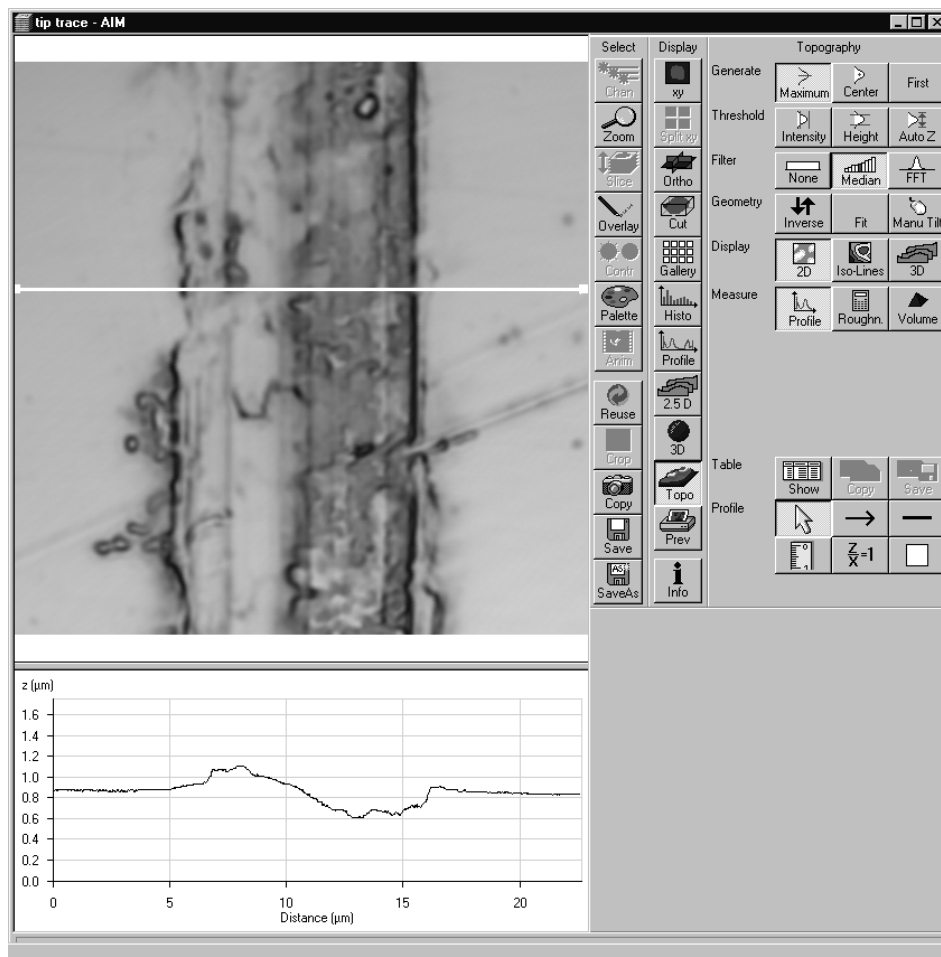 tip trace - AIM
Select Display Topography
Chan xy Generate Maximum Center First
Zoom Split xy Threshold Intensity Height Auto Z
Slice Ortho Filter None Median FFT
Overlay Cut Geometry Inverse Fit Manu Tilt
Contr Gallery Display 2D Iso-Lines 3D
Palette Histo Measure Profile Roughn. Volume
Anim Profile
Reuse 2.5 D
Crop 3D Table Show Copy Save
Copy Topo Profile
Save Prev Z/X=1
AS
SaveAs Info
z (µm)
1.6
1.4
1.2
1.0
0.8
0.6
0.4
0.2
0.0
0 5 10 15 20
Distance (µm)